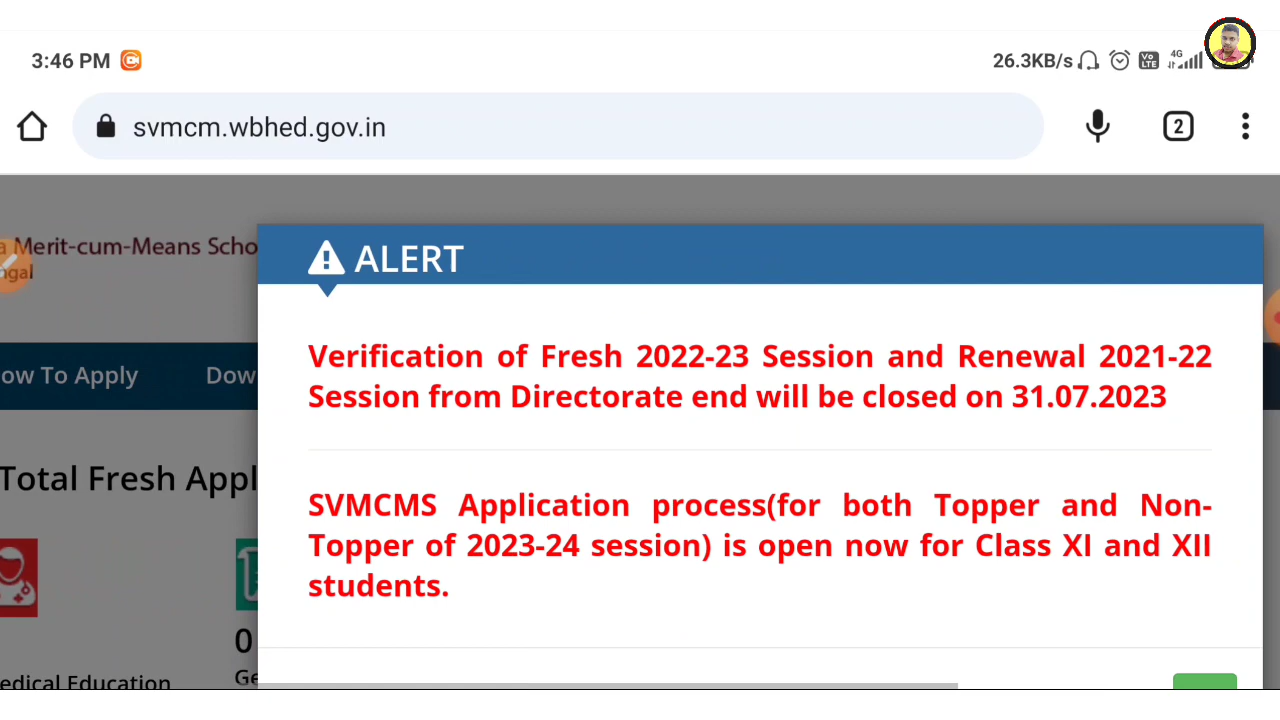 3:46 PM
26.3KB/s
Vo LTE
4G
svmcm.wbhed.gov.in
2
a Merit-cum-Means Scho
ngal
ALERT
ow To Apply
Dow
Verification of Fresh 2022-23 Session and Renewal 2021-22
Session from Directorate end will be closed on 31.07.2023
Total Fresh Appl
SVMCMS Application process(for both Topper and Non-
Topper of 2023-24 session) is open now for Class XI and XII
students.
0
Ge
edical Education